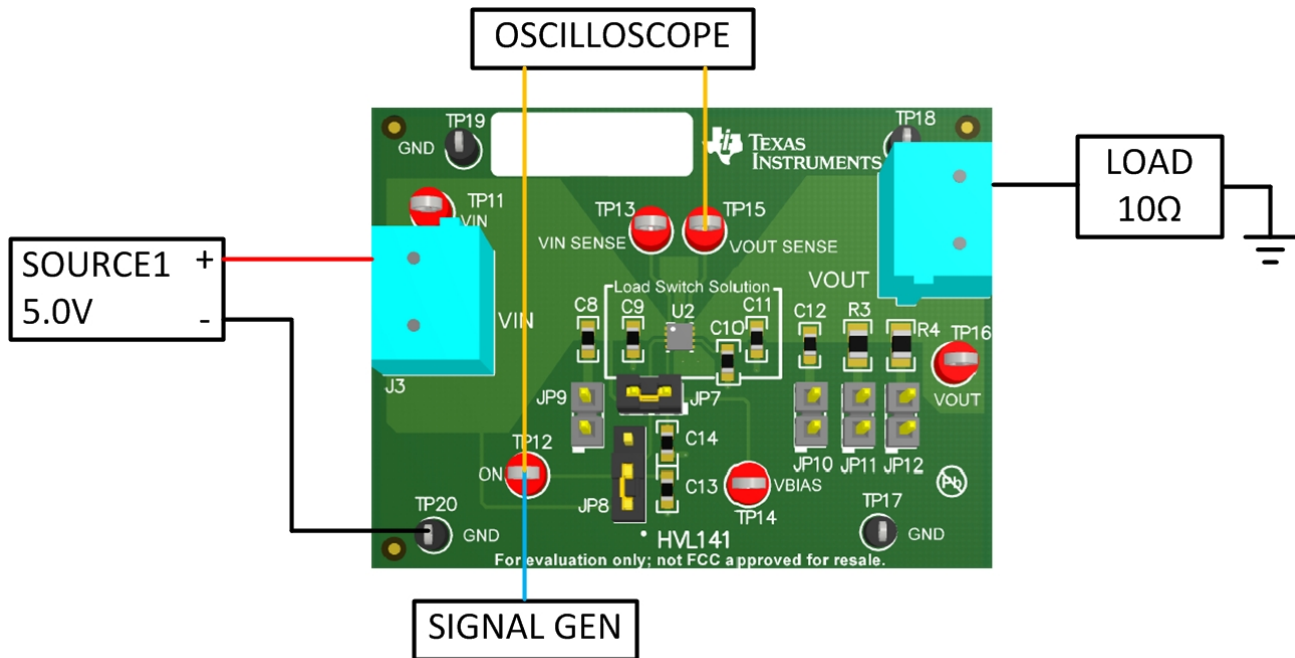 OSCILLOSCOPE
TP19
GND
TEXAS
INSTRUMENTS
TP18
LOAD
10Ω
TP11
VIN
TP13
TP15
VIN SENSE
VOUT SENSE
SOURCE1 +
5.0V
-
VOUT
Load Switch Solution
VIN
C8
C9
U2
C10
C11
C12
R3
R4
TP16
J3
JP9
JP7
VOUT
TP12
ON
C14
JP10
JP11
JP12
C13
VBIAS
Pb
JP8
TP14
TP20
GND
TP17
GND
HVL141
For evaluation only; not FCC approved for resale.
SIGNAL GEN